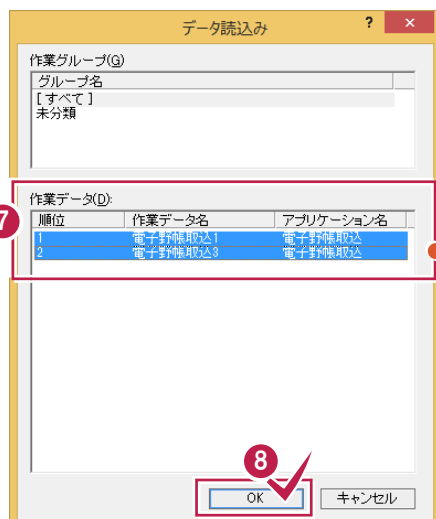 データ読込み ? ×
作業グループ(G)
グループ名
[すべて]
未分類
作業データ(D):
7
順位 作業データ名 アプリケーション名
1 電子野帳取込1 電子野帳取込
2 電子野帳取込3 電子野帳取込
8
OK キャンセル